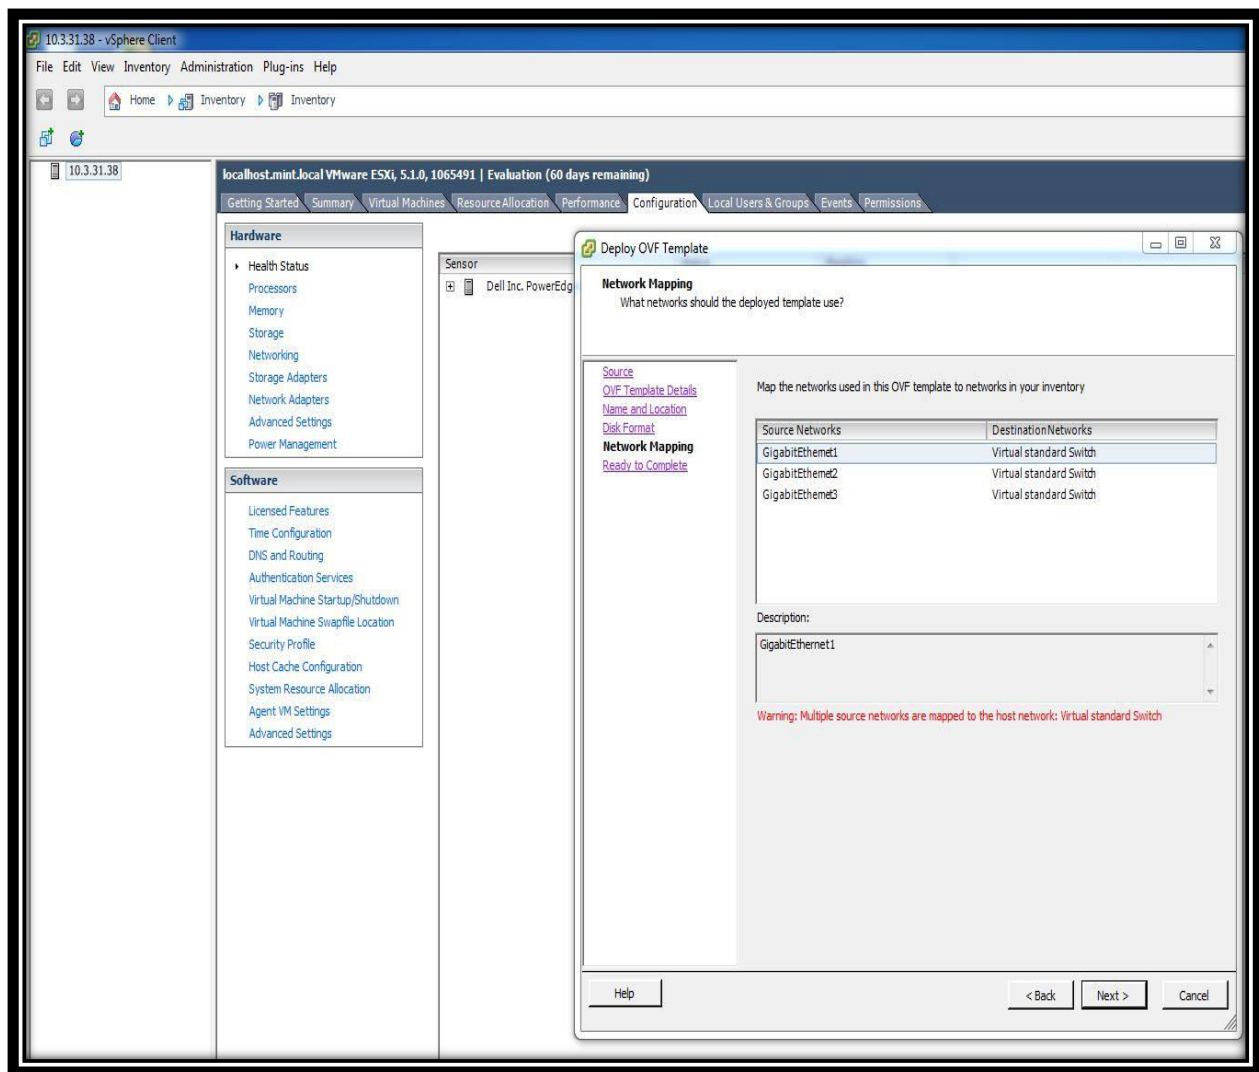 10.3.31.38 - vSphere Client
File Edit View Inventory Administration Plug-ins Help
Home Inventory Inventory
10.3.31.38
localhost.mint.local VMware ESXi, 5.1.0, 1065491 | Evaluation (60 days remaining)
Getting Started Summary Virtual Machines Resource Allocation Performance Configuration Local Users & Groups Events Permissions
Hardware
Health Status
Processors
Memory
Storage
Networking
Storage Adapters
Network Adapters
Advanced Settings
Power Management
Software
Licensed Features
Time Configuration
DNS and Routing
Authentication Services
Virtual Machine Startup/Shutdown
Virtual Machine Swapfile Location
Security Profile
Host Cache Configuration
System Resource Allocation
Agent VM Settings
Advanced Settings
Sensor
Dell Inc. PowerEdg
Deploy OVF Template
Network Mapping
What networks should the deployed template use?
Source
OVF Template Details
Name and Location
Disk Format
Network Mapping
Ready to Complete
Map the networks used in this OVF template to networks in your inventory
Source Networks Destination Networks
GigabitEthernet1 Virtual standard Switch
GigabitEthernet2 Virtual standard Switch
GigabitEthernet3 Virtual standard Switch
Description:
GigabitEthernet1
Warning: Multiple source networks are mapped to the host network: Virtual standard Switch
Help < Back Next > Cancel